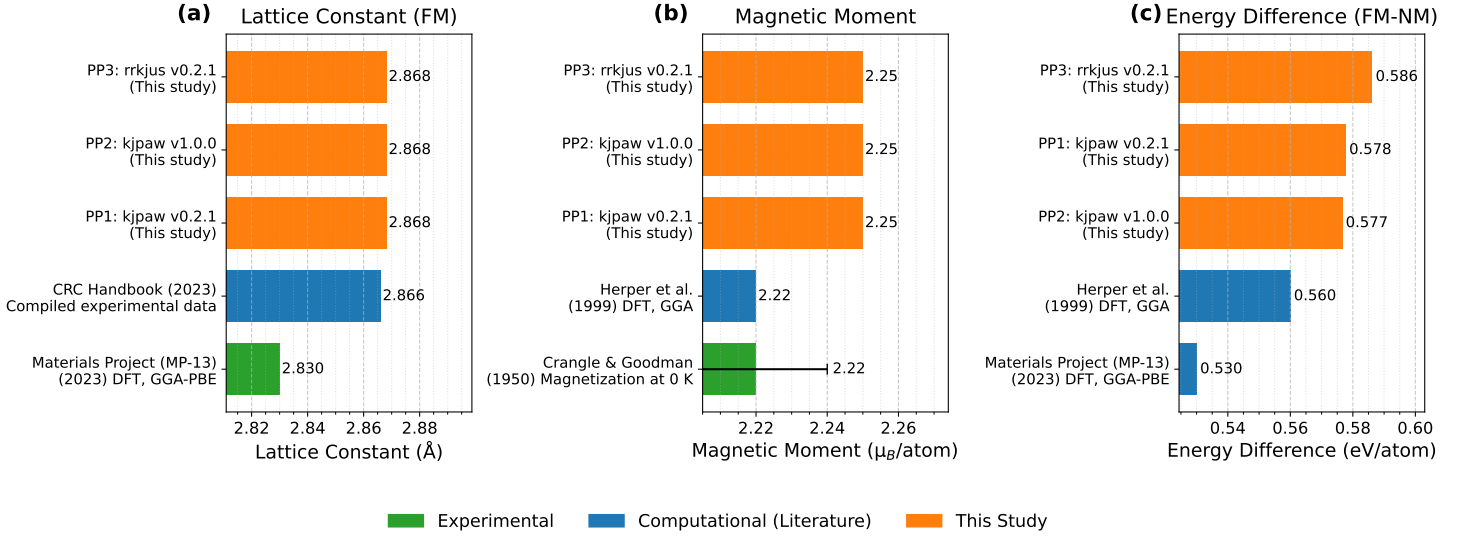 (a) Lattice Constant (FM)
PP3: rrkjus v0.2.1
(This study)
2.868
PP2: kjpaw v1.0.0
(This study)
2.868
PP1: kjpaw v0.2.1
(This study)
2.868
CRC Handbook (2023)
Compiled experimental data
2.866
Materials Project (MP-13)
(2023) DFT, GGA-PBE
2.830
2.82 2.84 2.86 2.88
Lattice Constant (Å)
(b) Magnetic Moment
PP3: rrkjus v0.2.1
(This study)
2.25
PP2: kjpaw v1.0.0
(This study)
2.25
PP1: kjpaw v0.2.1
(This study)
2.25
Herper et al.
(1999) DFT, GGA
2.22
Crangle & Goodman
(1950) Magnetization at 0 K
2.22
2.22 2.24 2.26
Magnetic Moment (μB/atom)
(c) Energy Difference (FM-NM)
PP3: rrkjus v0.2.1
(This study)
0.586
PP1: kjpaw v0.2.1
(This study)
0.578
PP2: kjpaw v1.0.0
(This study)
0.577
Herper et al.
(1999) DFT, GGA
0.560
Materials Project (MP-13)
(2023) DFT, GGA-PBE
0.530
0.54 0.56 0.58 0.60
Energy Difference (eV/atom)
Experimental Computational (Literature) This Study